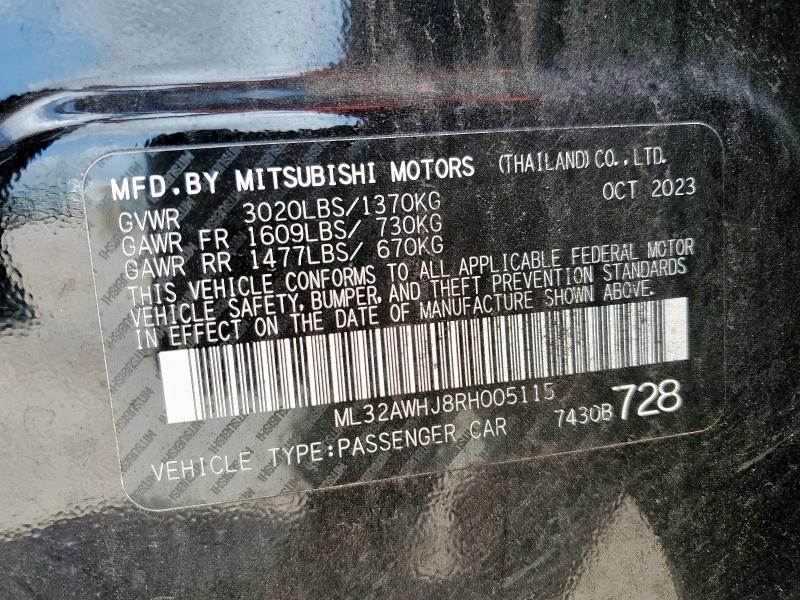 MFD.BY MITSUBISHI MOTORS (THAILAND)CO.,LTD.
OCT 2023
GVWR 3020LBS/1370KG
GAWR FR 1609LBS/ 730KG
GAWR RR 1477LBS/ 670KG
THIS VEHICLE CONFORMS TO ALL APPLICABLE FEDERAL MOTOR
VEHICLE SAFETY,BUMPER,AND THEFT PREVENTION STANDARDS
IN EFFECT ON THE DATE OF MANUFACTURE SHOWN ABOVE.
ML32AWHJ8RH005115
7430B 728
VEHICLE TYPE:PASSENGER CAR